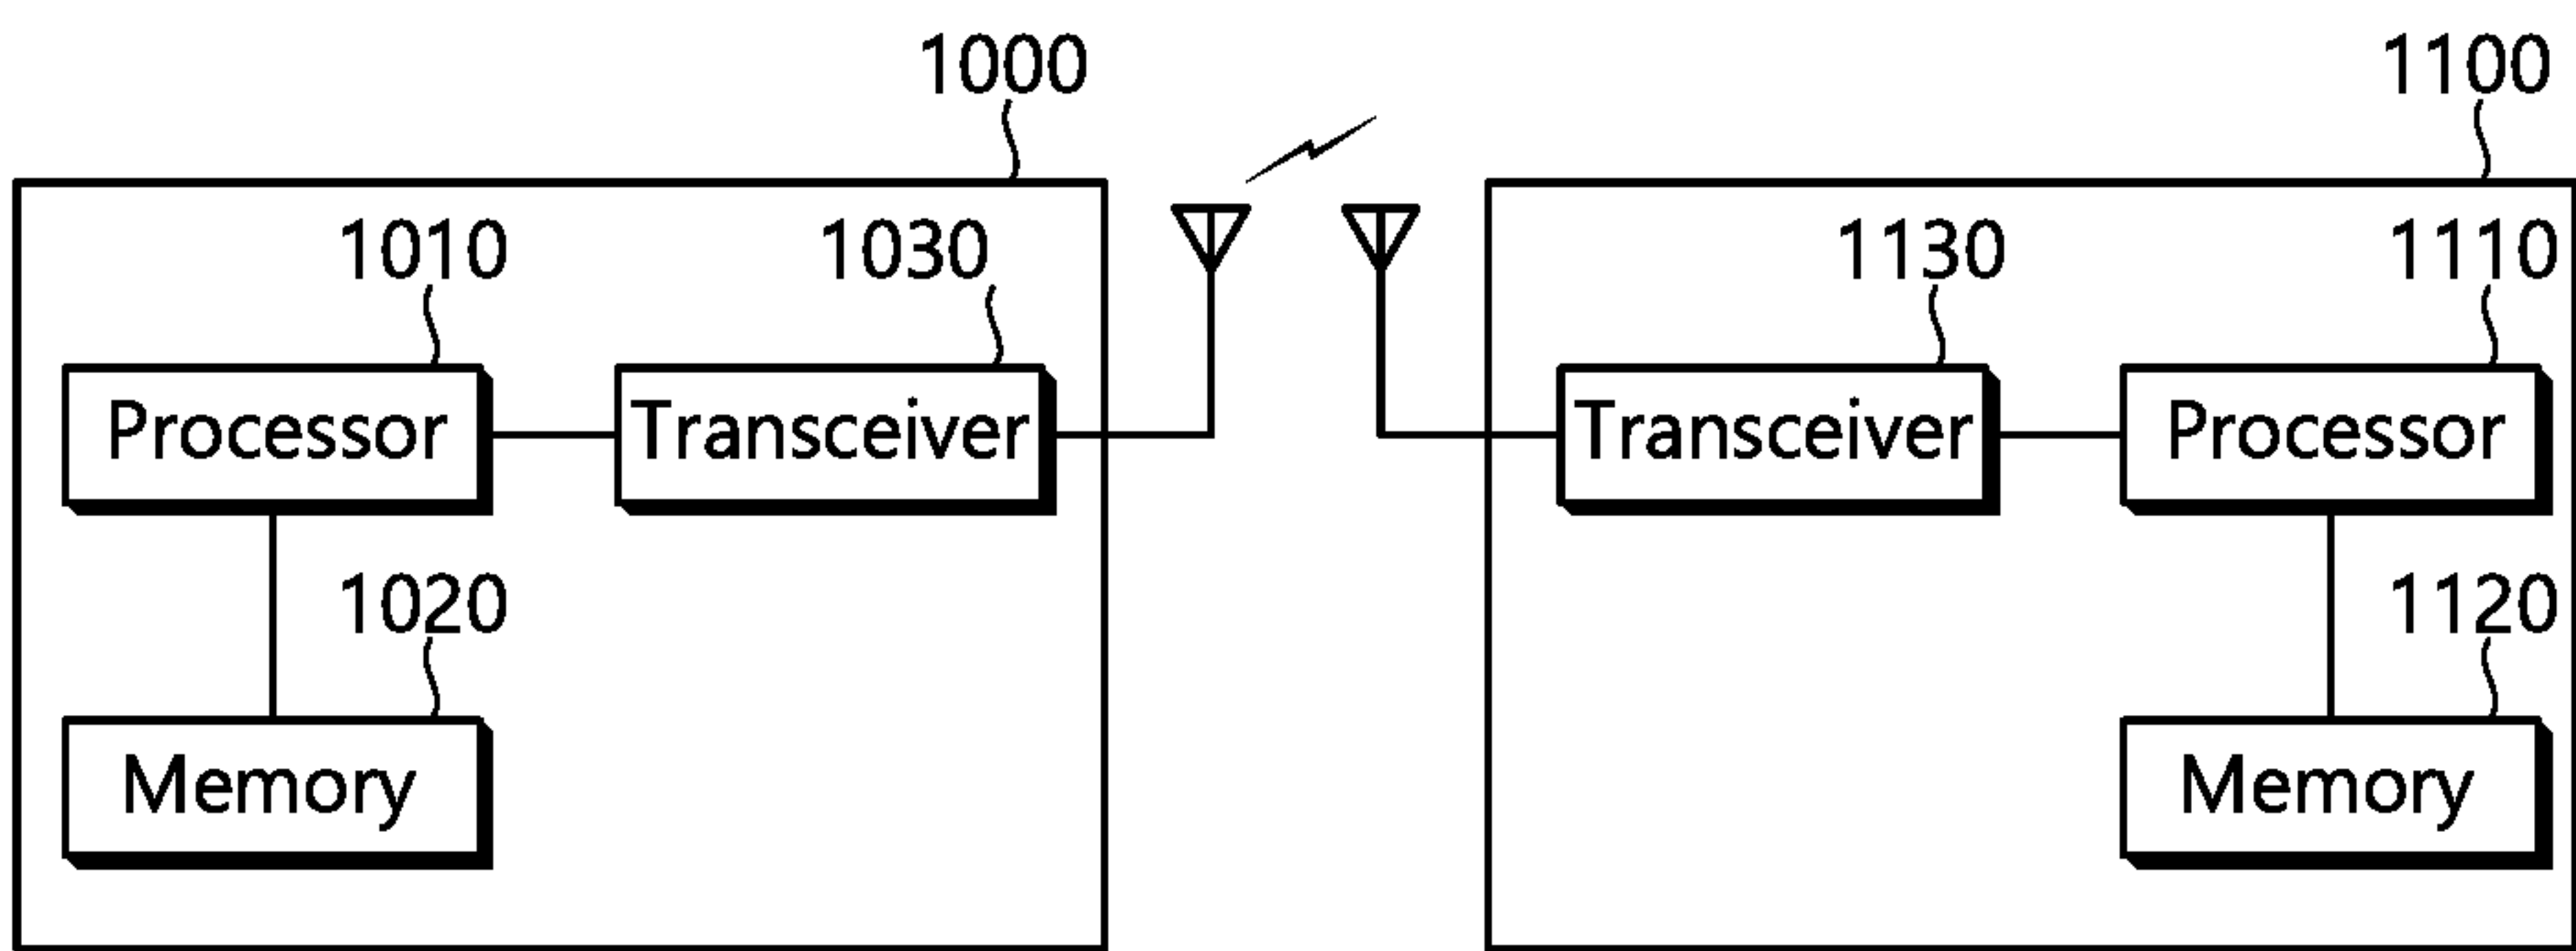 1000
1100
1010
1030
1130
1110
Processor
Transceiver
Transceiver
Processor
1020
1120
Memory
Memory